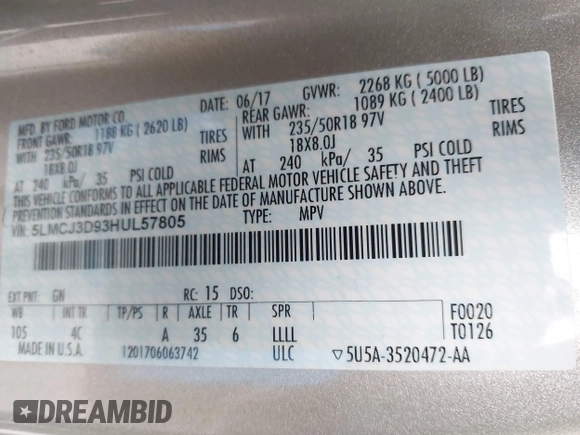 MFD. BY FORD MOTOR CO.
DATE: 06/17 GVWR: 2268 KG ( 5000 LB)
FRONT GAWR: 1188 KG ( 2620 LB) REAR GAWR: 1089 KG ( 2400 LB)
WITH 235/50R18 97V TIRES WITH 235/50R18 97V TIRES
18X8.0J RIMS 18X8.0J RIMS
AT 240 kPa/ 35 PSI COLD AT 240 kPa/ 35 PSI COLD
THIS VEHICLE CONFORMS TO ALL APPLICABLE FEDERAL MOTOR VEHICLE SAFETY AND THEFT
PREVENTION STANDARDS IN EFFECT ON THE DATE OF MANUFACTURE SHOWN ABOVE.
VIN: 5LMCJ3D93HUL57805 TYPE: MPV
EXT PNT: GN RC: 15 DSO:
WB INT TR TP/PS R AXLE TR SPR F0020
105 4C A 35 6 LLLL T0126
MADE IN U.S.A. 1201706063742 ULC ▽5U5A-3520472-AA
DREAMBID